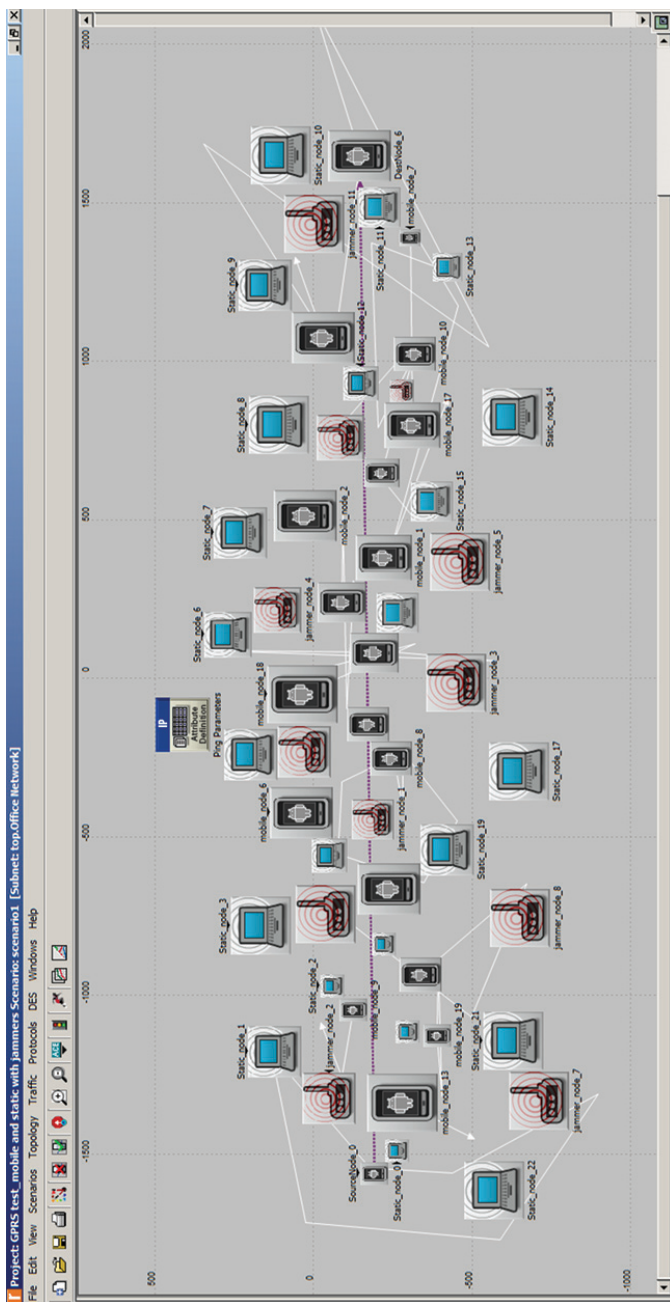 Project: GPRS test_mobile and static with jammers Scenario: scenario1 [Subnet: top.Office Network]
File Edit View Scenarios Topology Traffic Protocols DES Windows Help
-1500
-1000
-500
0
500
1000
1500
2000
500
0
-500
-1000
IP
Attribute Definition
Ping Parameters
Static_node_1
Static_node_3
Static_node_6
Static_node_7
Static_node_8
Static_node_9
Static_node_10
Static_node_2
jammer_node_2
mobile_node_9
mobile_node_6
mobile_node_18
jammer_node_4
mobile_node_2
Static_node_12
jammer_node_11
DestNode_6
SourceNode_0
Static_node_0
mobile_node_13
mobile_node_19
jammer_node_1
mobile_node_8
mobile_node_1
mobile_node_17
mobile_node_10
Static_node_11
mobile_node_7
Static_node_13
Static_node_15
Static_node_19
jammer_node_3
jammer_node_5
Static_node_21
Static_node_22
jammer_node_7
jammer_node_8
Static_node_17
Static_node_14